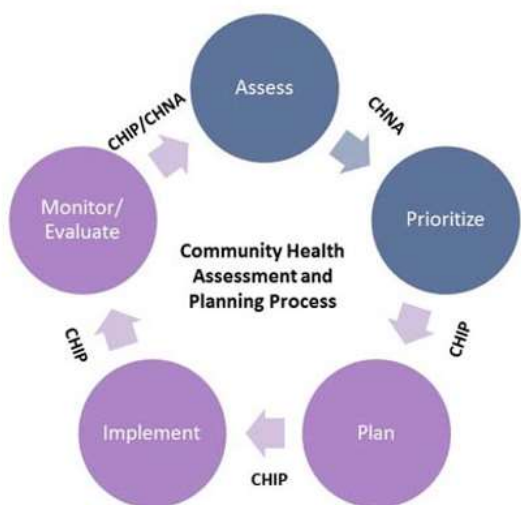 Assess
CHNA
Prioritize
CHIP
Plan
CHIP
Implement
CHIP
Monitor/
Evaluate
CHIP/CHNA
Community Health
Assessment and
Planning Process